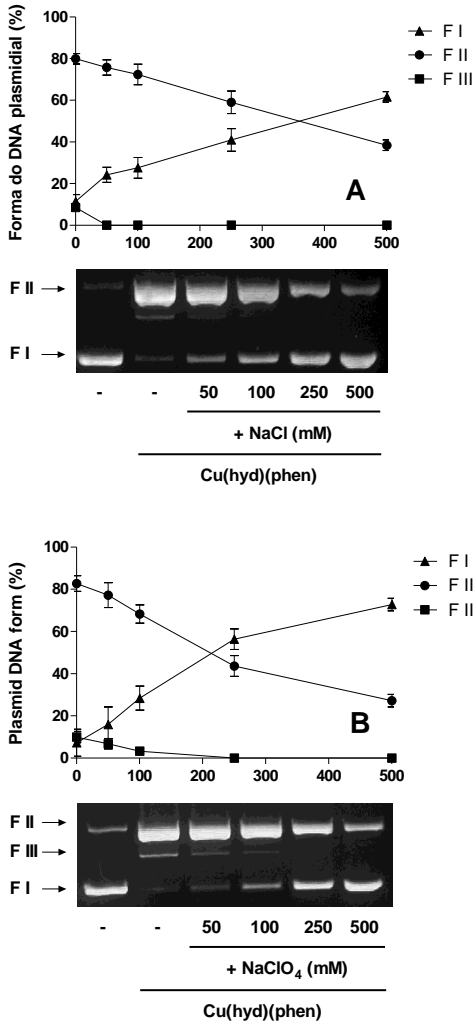 Forma do DNA plasmidial (%)
100
80
60
40
20
0
0 100 200 300 400 500
F I
F II
F III
A
F II
F I
- - 50 100 250 500
+ NaCl (mM)
Cu(hyd)(phen)
Plasmid DNA form (%)
100
80
60
40
20
0
0 100 200 300 400 500
F I
F II
F II
B
F II
F III
F I
- - 50 100 250 500
+ NaClO4 (mM)
Cu(hyd)(phen)